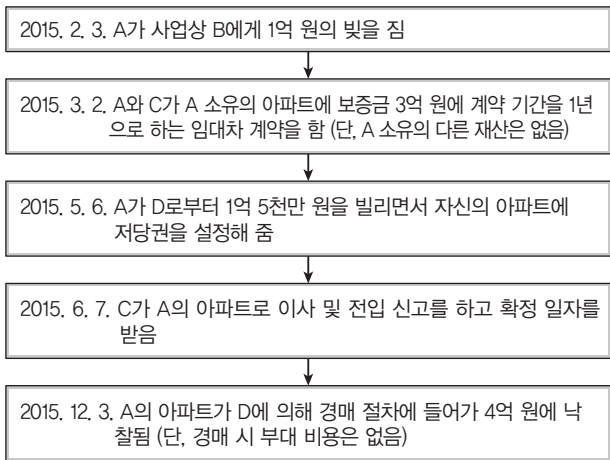 2015. 2. 3. A가 사업상 B에게 1억 원의 빚을 짐
2015. 3. 2. A와 C가 A 소유의 아파트에 보증금 3억 원에 계약 기간을 1년
으로 하는 임대차 계약을 함 (단, A 소유의 다른 재산은 없음)
2015. 5. 6. A가 D로부터 1억 5천만 원을 빌리면서 자신의 아파트에
저당권을 설정해 줌
2015. 6. 7. C가 A의 아파트로 이사 및 전입 신고를 하고 확정 일자를
받음
2015. 12. 3. A의 아파트가 D에 의해 경매 절차에 들어가 4억 원에 낙
찰됨 (단, 경매 시 부대 비용은 없음)